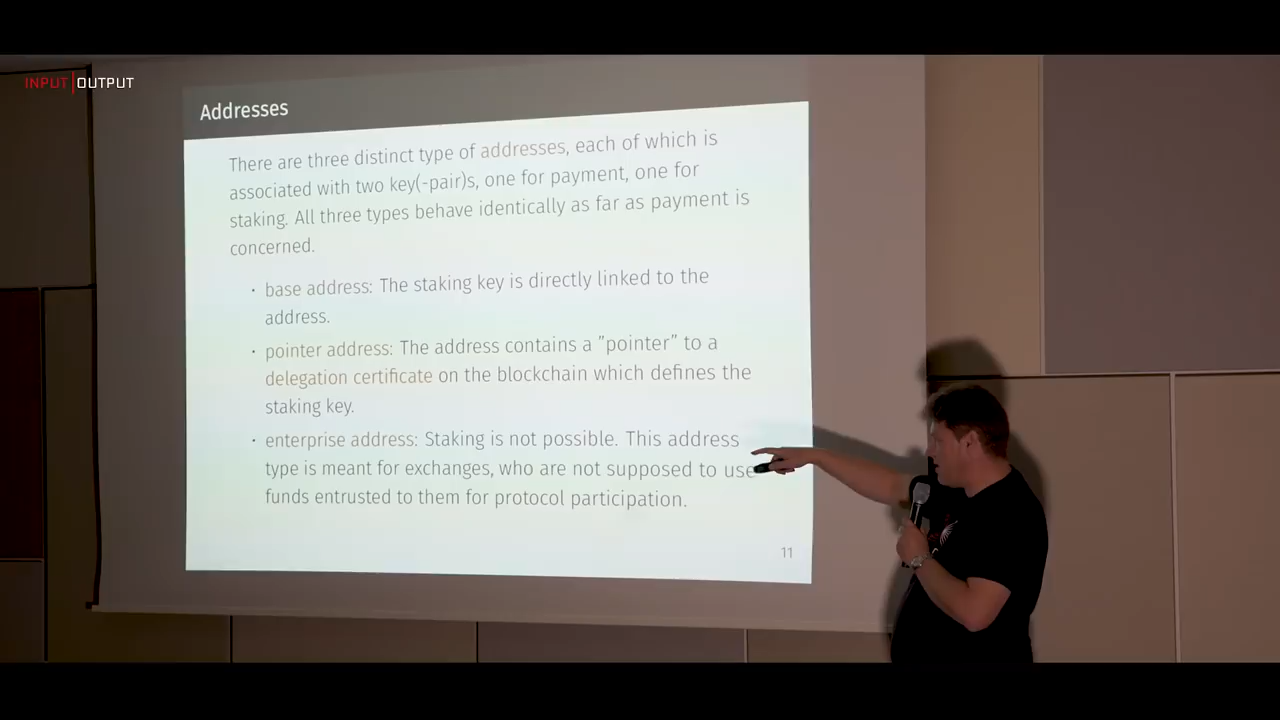 INPUT|OUTPUT
Addresses
There are three distinct type of addresses, each of which is
associated with two key(-pair)s, one for payment, one for
staking. All three types behave identically as far as payment is
concerned.
· base address: The staking key is directly linked to the
address.
· pointer address: The address contains a "pointer" to a
delegation certificate on the blockchain which defines the
staking key.
· enterprise address: Staking is not possible. This address
type is meant for exchanges, who are not supposed to use
funds entrusted to them for protocol participation.
11